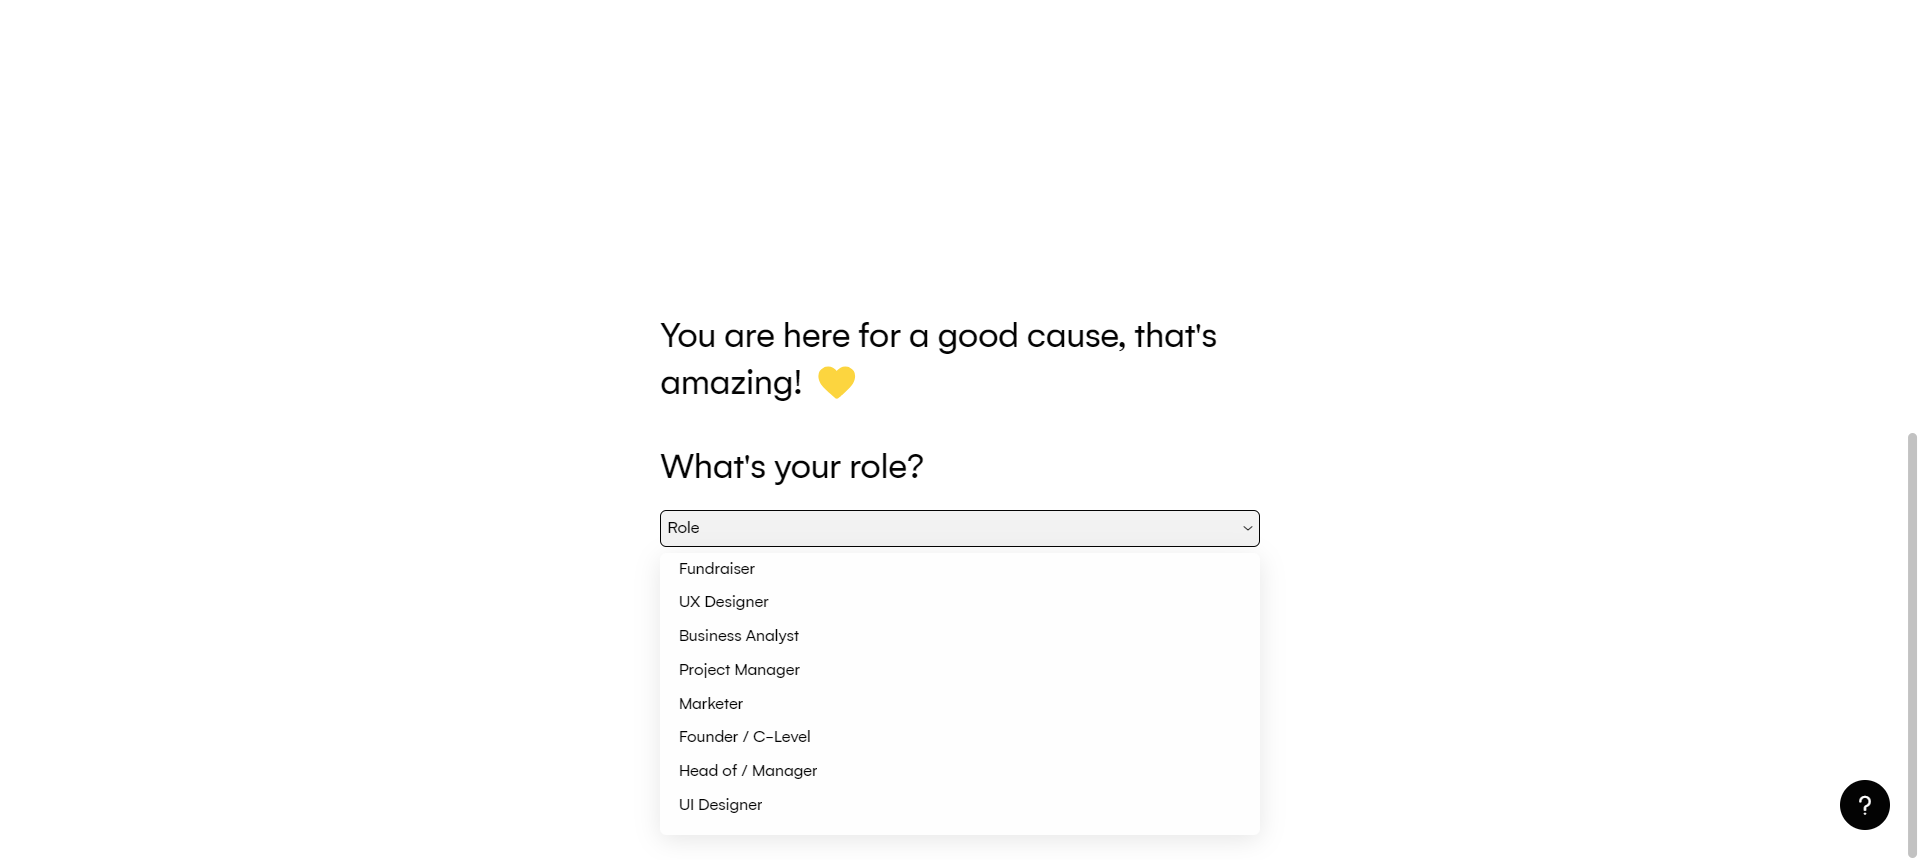 You are here for a good cause, that's
amazing! 💛
What's your role?
Role
Fundraiser
UX Designer
Business Analyst
Project Manager
Marketer
Founder / C-Level
Head of / Manager
UI Designer
?